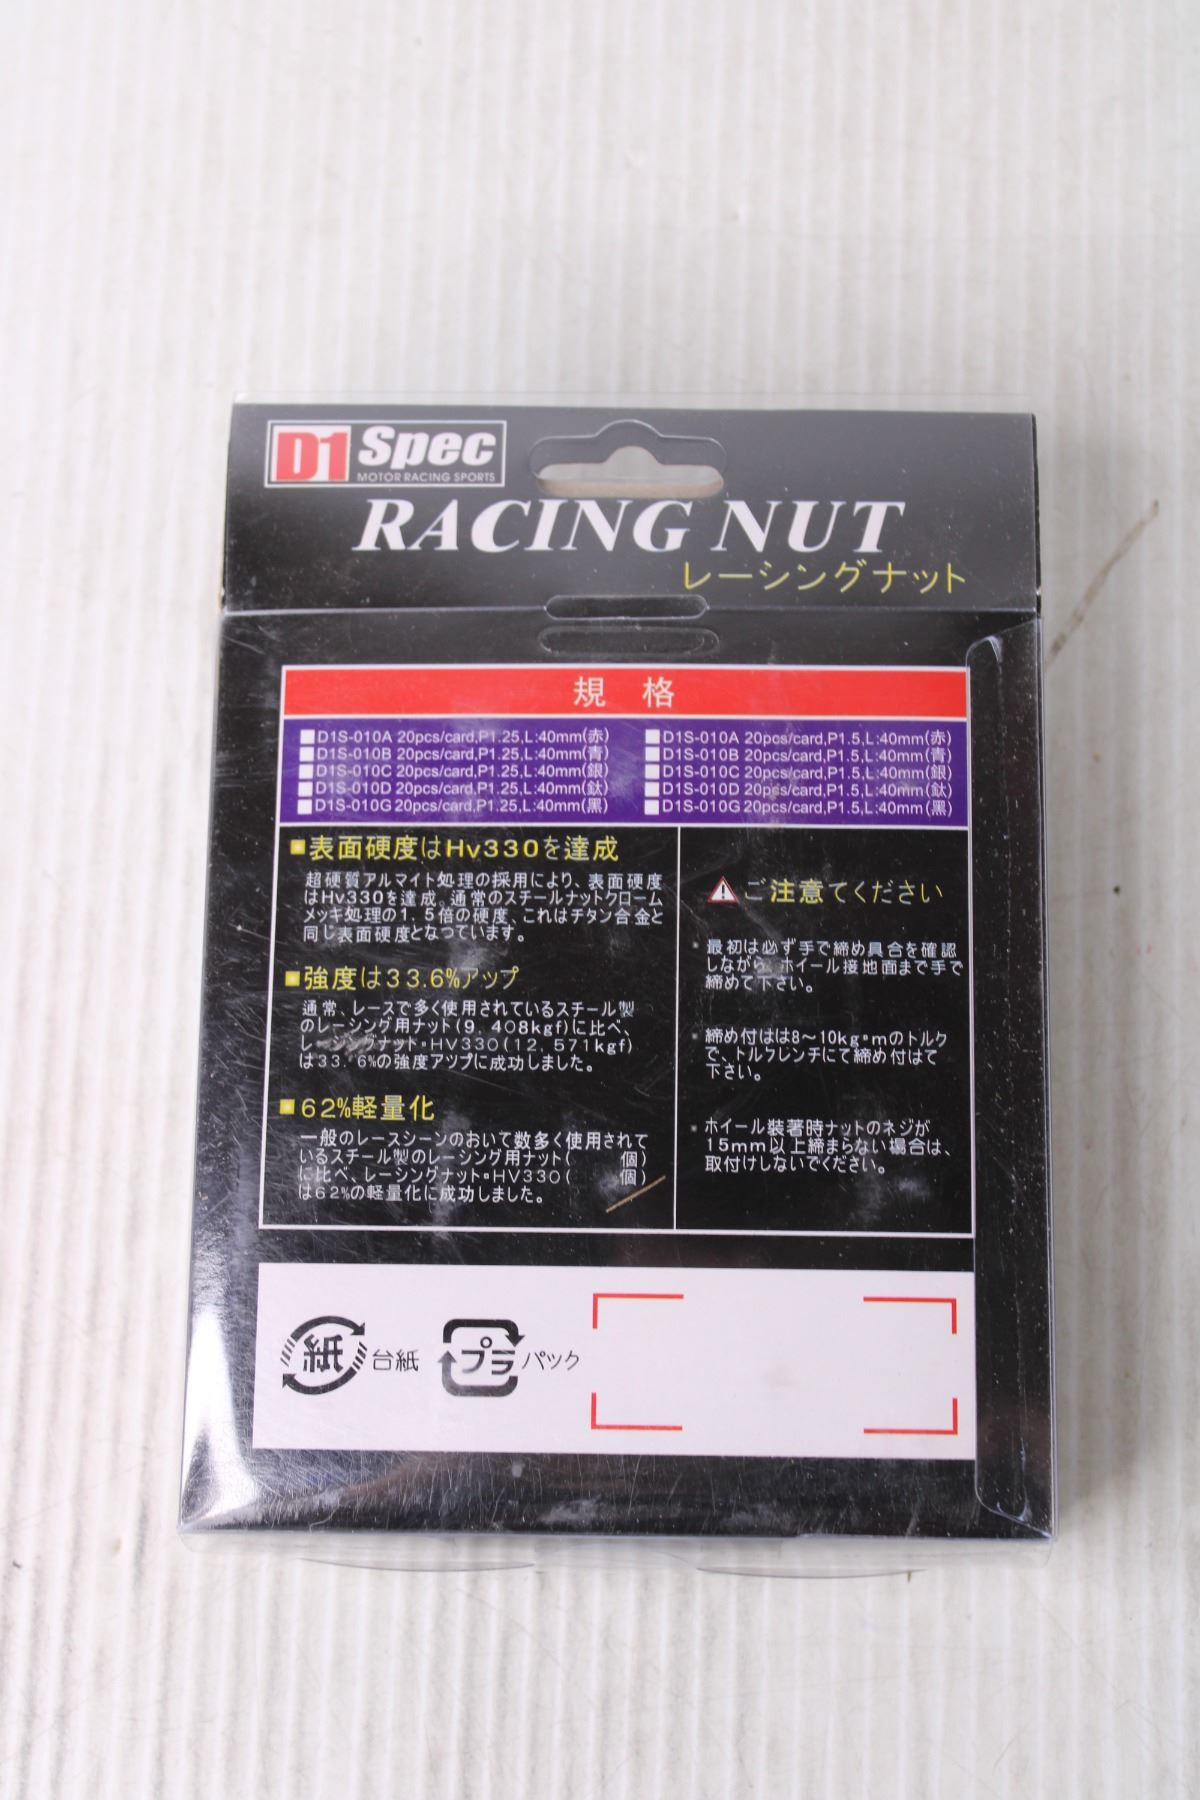 D1 Spec
MOTOR RACING SPORTS
RACING NUT
レーシングナット
規 格
D1S-010A 20pcs/card,P1.25,L:40mm(赤)
D1S-010B 20pcs/card,P1.25,L:40mm(青)
D1S-010C 20pcs/card,P1.25,L:40mm(銀)
D1S-010D 20pcs/card,P1.25,L:40mm(鈦)
D1S-010G 20pcs/card,P1.25,L:40mm(黑)
D1S-010A 20pcs/card,P1.5,L:40mm(赤)
D1S-010B 20pcs/card,P1.5,L:40mm(青)
D1S-010C 20pcs/card,P1.5,L:40mm(銀)
D1S-010D 20pcs/card,P1.5,L:40mm(鈦)
D1S-010G 20pcs/card,P1.5,L:40mm(黑)
表面硬度はHv330を達成
超硬質アルマイト処理の採用により、表面硬度
はHv330を達成。通常のスチールナットクローム
メッキ処理の1.5倍の硬度、これはチタン合金と
同じ表面硬度となつています。
強度は33.6%アップ
通常、レースで多く使用されているスチール製
のレーシング用ナット(9.408kgf)に比べ、
レーシングナット・HV330(12,571kgf)
は33.6%の強度アップに成功しました。
62%軽量化
一般のレースシーンのおいて数多く使用されて
いるスチール製のレーシング用ナット( 個)
に比べ、レーシングナット・HV330( 個)
は62%の軽量化に成功しました。
ご注意てください
最初は必ず手で締め具合を確認
しながら、ホイール接地面まで手で
締めて下さい。
締め付はは8〜10kg・mのトルク
で、トルクレンチにて締め付はて
下さい。
ホイール装著時ナットのネジが
15mm以上締まらない場合は、
取付けしないでください。
紙 台紙
プラ パック